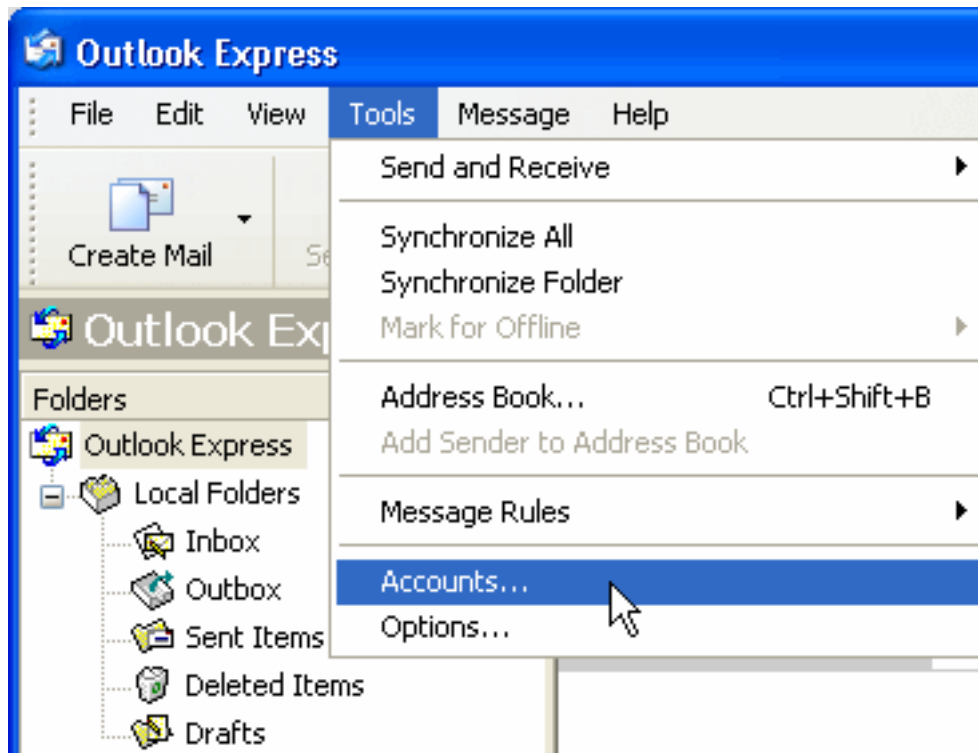 Outlook Express
File Edit View Tools Message Help
Send and Receive
Synchronize All
Create Mail
Synchronize Folder
Mark for Offline
Outlook Ex
Address Book... Ctrl+Shift+B
Folders
Add Sender to Address Book
Outlook Express
Local Folders
Message Rules
Inbox
Accounts...
Outbox
Options...
Sent Items
Deleted Items
Drafts